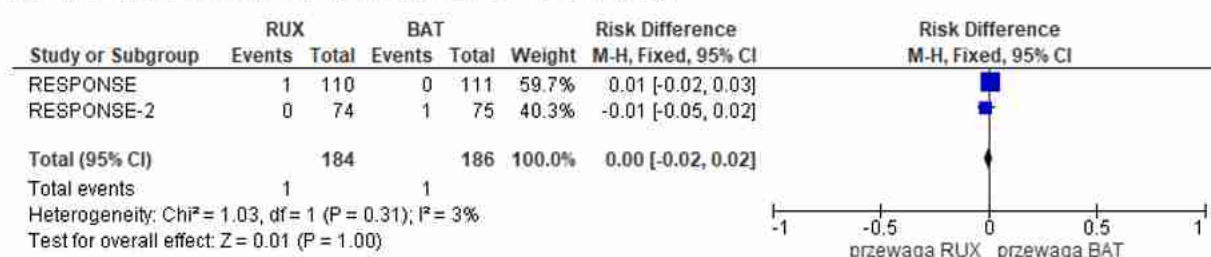 RUX BAT Risk Difference Risk Difference
Study or Subgroup Events Total Events Total Weight M-H, Fixed, 95% CI M-H, Fixed, 95% CI
RESPONSE 1 110 0 111 59.7% 0.01 [-0.02, 0.03]
RESPONSE-2 0 74 1 75 40.3% -0.01 [-0.05, 0.02]
Total (95% CI) 184 186 100.0% 0.00 [-0.02, 0.02]
Total events 1 1
Heterogeneity: Chi² = 1.03, df = 1 (P = 0.31); I² = 3%
Test for overall effect: Z = 0.01 (P = 1.00)
-1 -0.5 0 0.5 1
przewaga RUX przewaga BAT